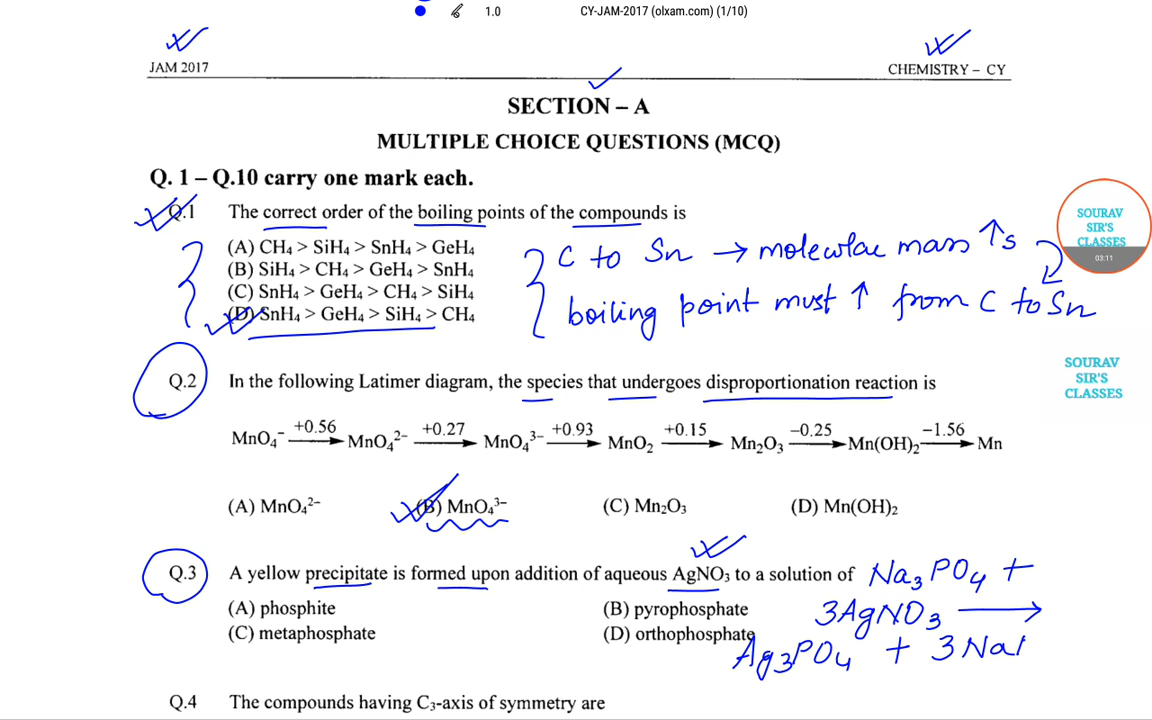 1.0 CY-JAM-2017 (olxam.com) (1/10)
JAM 2017 CHEMISTRY – CY
SECTION – A
MULTIPLE CHOICE QUESTIONS (MCQ)
Q. 1 – Q.10 carry one mark each.
Q.1 The correct order of the boiling points of the compounds is
(A) CH₄ > SiH₄ > SnH₄ > GeH₄
(B) SiH₄ > CH₄ > GeH₄ > SnH₄
(C) SnH₄ > GeH₄ > CH₄ > SiH₄
(D) SnH₄ > GeH₄ > SiH₄ > CH₄
C to Sn → molecular mass ↑s
boiling point must ↑ from C to Sn
SOURAV
SIR'S
CLASSES
03:11
SOURAV
SIR'S
CLASSES
Q.2 In the following Latimer diagram, the species that undergoes disproportionation reaction is
+0.56 +0.27 +0.93 +0.15 −0.25 −1.56
MnO₄⁻ → MnO₄²⁻ → MnO₄³⁻ → MnO₂ → Mn₂O₃ → Mn(OH)₂ → Mn
(A) MnO₄²⁻ (B) MnO₄³⁻ (C) Mn₂O₃ (D) Mn(OH)₂
Q.3 A yellow precipitate is formed upon addition of aqueous AgNO₃ to a solution of
(A) phosphite (B) pyrophosphate
(C) metaphosphate (D) orthophosphate
Na₃PO₄ +
3AgNO₃ →
Ag₃PO₄ + 3Na
Q.4 The compounds having C₃-axis of symmetry are